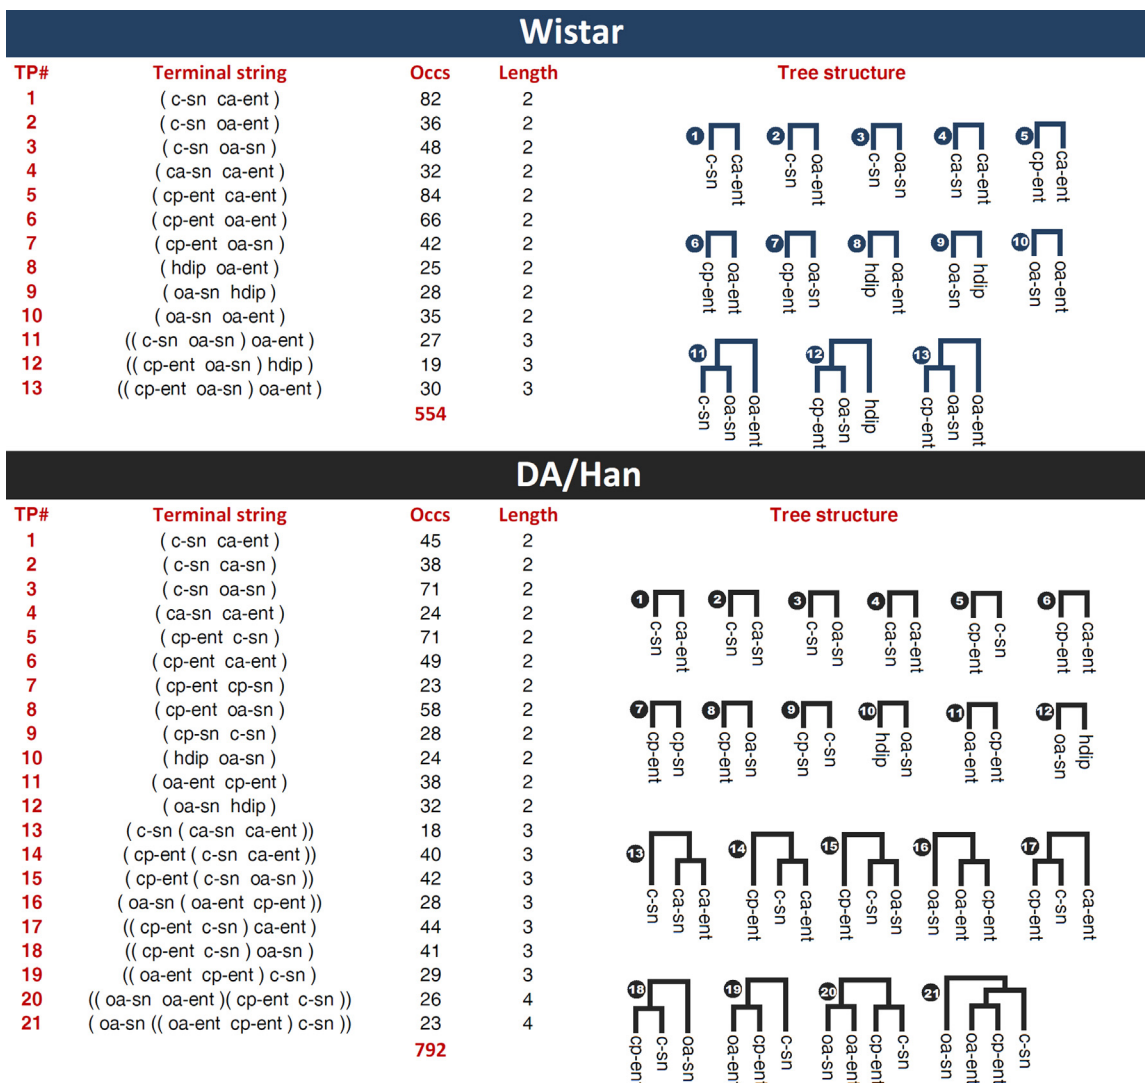 Wistar
TP# Terminal string Occs Length Tree structure
1 ( c-sn ca-ent ) 82 2
2 ( c-sn oa-ent ) 36 2
3 ( c-sn oa-sn ) 48 2
4 ( ca-sn ca-ent ) 32 2
5 ( cp-ent ca-ent ) 84 2
6 ( cp-ent oa-ent ) 66 2
7 ( cp-ent oa-sn ) 42 2
8 ( hdip oa-ent ) 25 2
9 ( oa-sn hdip ) 28 2
10 ( oa-sn oa-ent ) 35 2
11 (( c-sn oa-sn ) oa-ent ) 27 3
12 (( cp-ent oa-sn ) hdip ) 19 3
13 (( cp-ent oa-sn ) oa-ent ) 30 3
554
1 c-sn ca-ent 2 c-sn oa-ent 3 c-sn oa-sn 4 ca-sn ca-ent 5 cp-ent ca-ent
6 cp-ent oa-ent 7 cp-ent oa-sn 8 hdip oa-ent 9 oa-sn hdip 10 oa-sn oa-ent
11 c-sn oa-sn oa-ent 12 cp-ent oa-sn hdip 13 cp-ent oa-sn oa-ent
DA/Han
TP# Terminal string Occs Length Tree structure
1 ( c-sn ca-ent ) 45 2
2 ( c-sn ca-sn ) 38 2
3 ( c-sn oa-sn ) 71 2
4 ( ca-sn ca-ent ) 24 2
5 ( cp-ent c-sn ) 71 2
6 ( cp-ent ca-ent ) 49 2
7 ( cp-ent cp-sn ) 23 2
8 ( cp-ent oa-sn ) 58 2
9 ( cp-sn c-sn ) 28 2
10 ( hdip oa-sn ) 24 2
11 ( oa-ent cp-ent ) 38 2
12 ( oa-sn hdip ) 32 2
13 ( c-sn ( ca-sn ca-ent )) 18 3
14 ( cp-ent ( c-sn ca-ent )) 40 3
15 ( cp-ent ( c-sn oa-sn )) 42 3
16 ( oa-sn ( oa-ent cp-ent )) 28 3
17 (( cp-ent c-sn ) ca-ent ) 44 3
18 (( cp-ent c-sn ) oa-sn ) 41 3
19 (( oa-ent cp-ent ) c-sn ) 29 3
20 (( oa-sn oa-ent )( cp-ent c-sn )) 26 4
21 ( oa-sn (( oa-ent cp-ent ) c-sn )) 23 4
792
1 c-sn ca-ent 2 c-sn ca-sn 3 c-sn oa-sn 4 ca-sn ca-ent 5 cp-ent c-sn 6 cp-ent ca-ent
7 cp-ent cp-sn 8 cp-ent oa-sn 9 cp-sn c-sn 10 hdip oa-sn 11 oa-ent cp-ent 12 oa-sn hdip
13 c-sn ca-sn ca-ent 14 cp-ent c-sn ca-ent 15 cp-ent c-sn oa-sn 16 oa-sn oa-ent cp-ent 17 cp-ent c-sn ca-ent
18 cp-ent c-sn oa-sn 19 oa-ent cp-ent c-sn 20 oa-sn oa-ent cp-ent c-sn 21 oa-sn oa-ent cp-ent c-sn